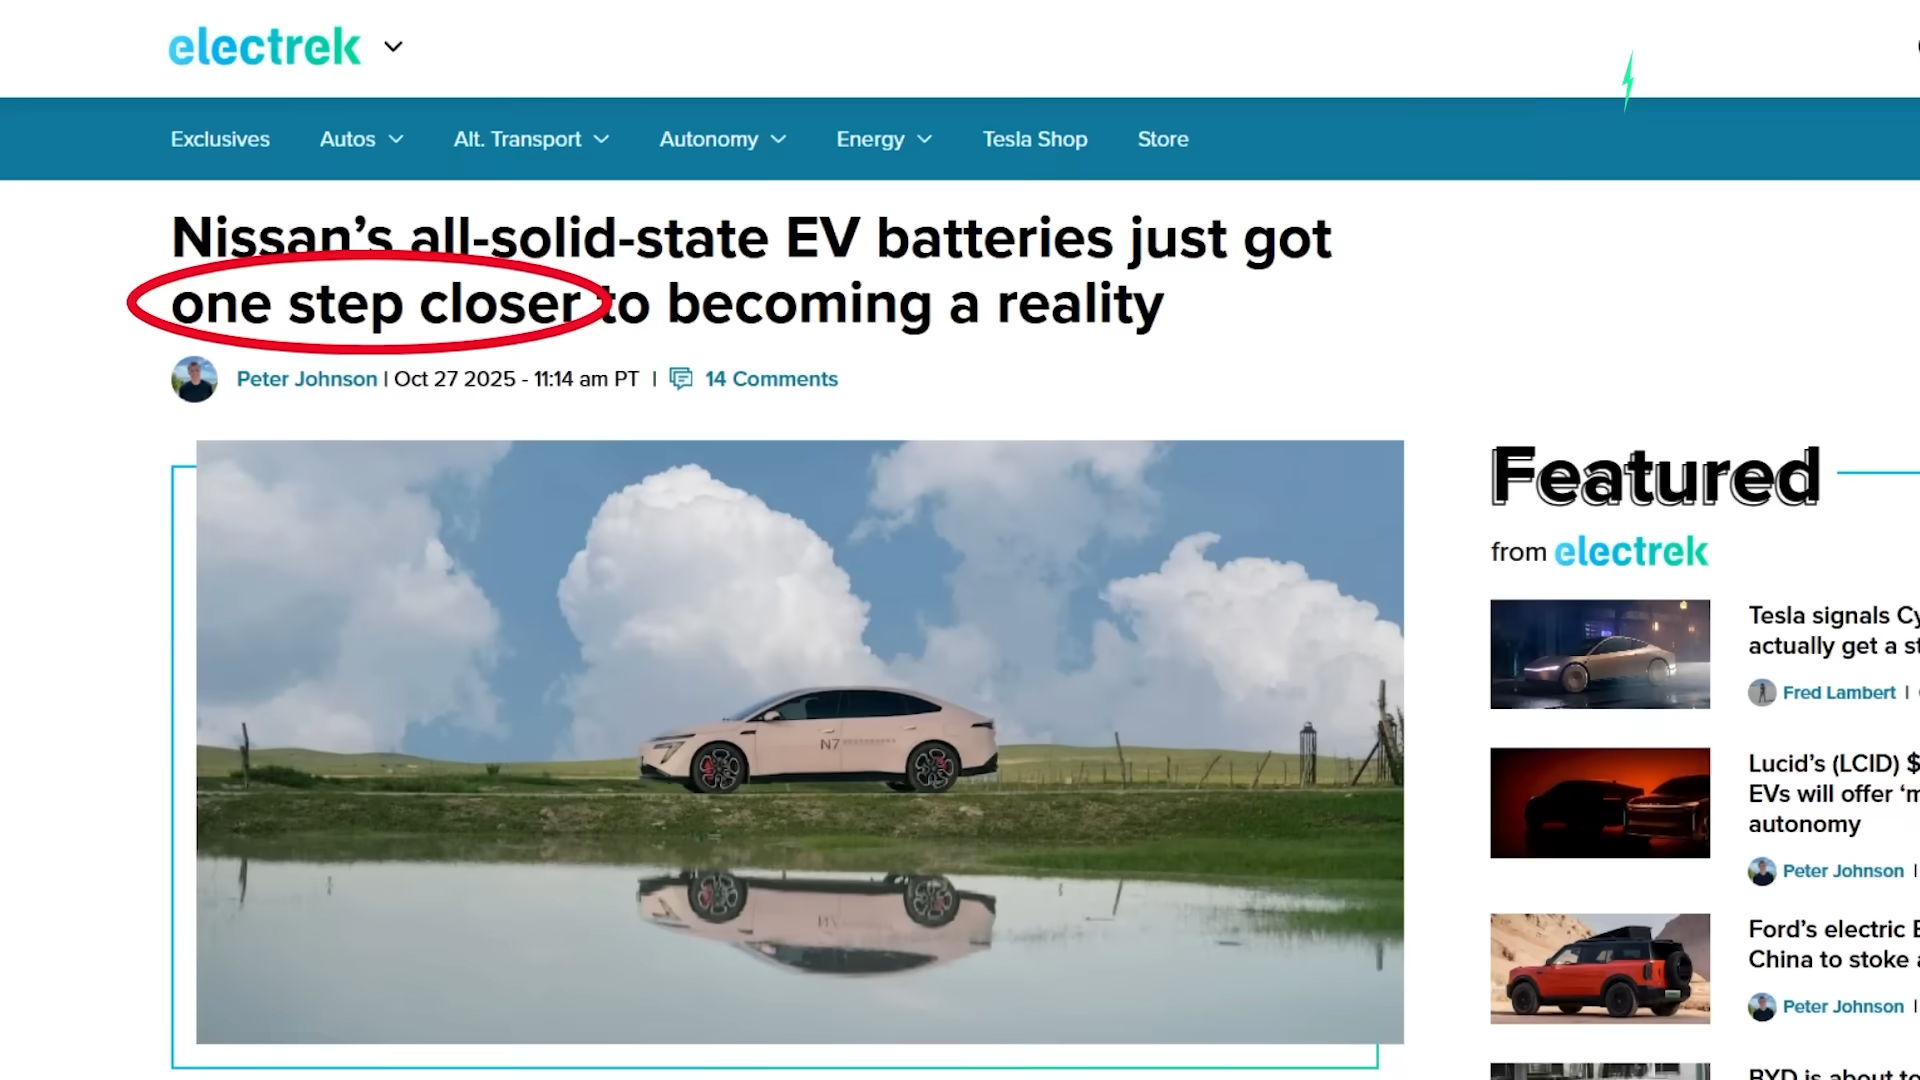 electrek
Exclusives Autos Alt. Transport Autonomy Energy Tesla Shop Store
Nissan’s all-solid-state EV batteries just got
one step closer to becoming a reality
Peter Johnson | Oct 27 2025 - 11:14 am PT | 14 Comments
N7
Featured
from electrek
Tesla signals
actually get a
Fred Lambert |
Lucid’s (LCID) $
EVs will offer
autonomy
Peter Johnson |
Ford’s electric
China to stoke
Peter Johnson |
BYD is about